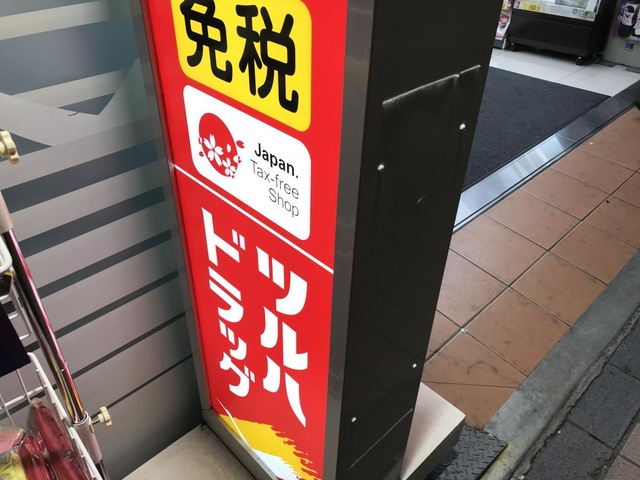 免税
Japan.
Tax-free
Shop
ツルハ
ドラッグ